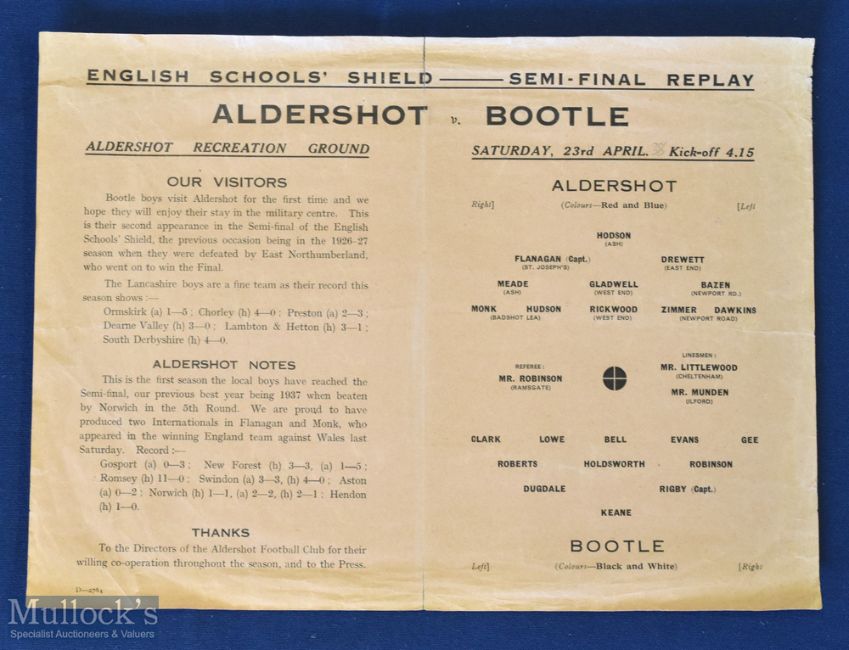 ENGLISH SCHOOLS' SHIELD —— SEMI-FINAL REPLAY
ALDERSHOT v. BOOTLE
ALDERSHOT RECREATION GROUND
SATURDAY, 23rd APRIL. 38 Kick-off 4.15
OUR VISITORS
Bootle boys visit Aldershot for the first time and we
hope they will enjoy their stay in the military centre. This
is their second appearance in the Semi-final of the English
Schools' Shield, the previous occasion being in the 1926-27
season when they were defeated by East Northumberland,
who went on to win the Final.
The Lancashire boys are a fine team as their record this
season shows :—
Ormskirk (a) 1—5 ; Chorley (h) 4—0 ; Preston (a) 2—3 ;
Dearne Valley (h) 3—0 ; Lambton & Hetton (h) 3—1 ;
South Derbyshire (h) 4—0.
ALDERSHOT NOTES
This is the first season the local boys have reached the
Semi-final, our previous best year being 1937 when beaten
by Norwich in the 5th Round. We are proud to have
produced two Internationals in Flanagan and Monk, who
appeared in the winning England team against Wales last
Saturday. Record :—
Gosport (a) 0—3 ; New Forest (h) 3—3, (a) 1—5 ;
Romsey (h) 11—0 ; Swindon (a) 3—3, (h) 4—0 ; Aston
(a) 0—2 ; Norwich (h) 1—1, (a) 2—2, (h) 2—1 ; Hendon
(h) 1—0.
THANKS
To the Directors of the Aldershot Football Club for their
willing co-operation throughout the season, and to the Press.
D—2764
ALDERSHOT
Right] (Colours—Red and Blue) [Left
HODSON
(ASH)
FLANAGAN (Capt.) DREWETT
(ST. JOSEPH'S) (EAST END)
MEADE GLADWELL BAZEN
(ASH) (WEST END) (NEWPORT RD.)
MONK HUDSON RICKWOOD ZIMMER DAWKINS
(BADSHOT LEA) (WEST END) (NEWPORT ROAD)
REFEREE :
MR. ROBINSON
(RAMSGATE)
LINESMEN :
MR. LITTLEWOOD
(CHELTENHAM)
MR. MUNDEN
(ILFORD)
CLARK LOWE BELL EVANS GEE
ROBERTS HOLDSWORTH ROBINSON
DUGDALE RIGBY (Capt.)
KEANE
BOOTLE
Left] (Colours—Black and White) [Right
Mullock's
Specialist Auctioneers & Valuers